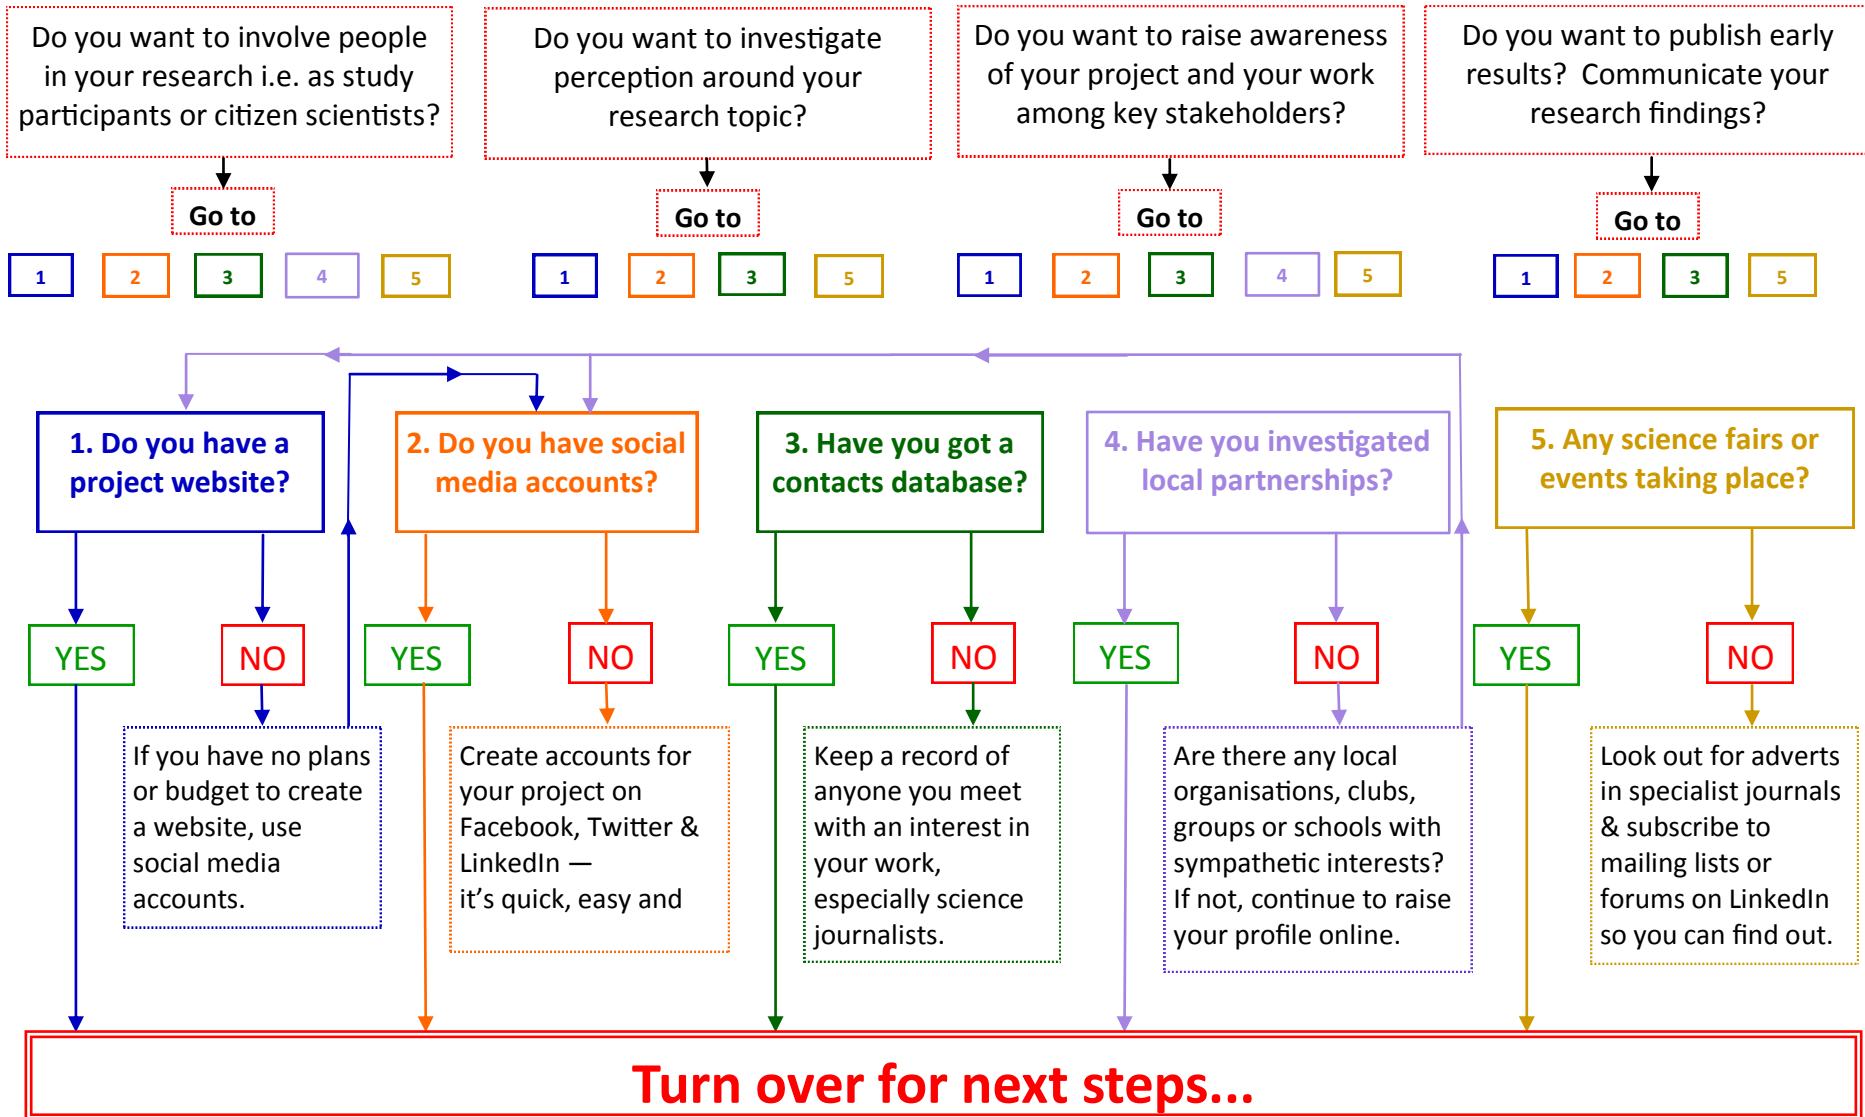 Do you want to involve people
in your research i.e. as study
participants or citizen scientists?
Do you want to investigate
perception around your
research topic?
Do you want to raise awareness
of your project and your work
among key stakeholders?
Do you want to publish early
results?  Communicate your
research findings?
Go to
Go to
Go to
Go to
1 2 3 4 5
1 2 3 5
1 2 3 4 5
1 2 3 5
1. Do you have a
project website?
2. Do you have social
media accounts?
3. Have you got a
contacts database?
4. Have you investigated
local partnerships?
5. Any science fairs or
events taking place?
YES
NO
YES
NO
YES
NO
YES
NO
YES
NO
If you have no plans
or budget to create
a website, use
social media
accounts.
Create accounts for
your project on
Facebook, Twitter &
LinkedIn —
it’s quick, easy and
Keep a record of
anyone you meet
with an interest in
your work,
especially science
journalists.
Are there any local
organisations, clubs,
groups or schools with
sympathetic interests?
If not, continue to raise
your profile online.
Look out for adverts
in specialist journals
& subscribe to
mailing lists or
forums on LinkedIn
so you can find out.
Turn over for next steps...